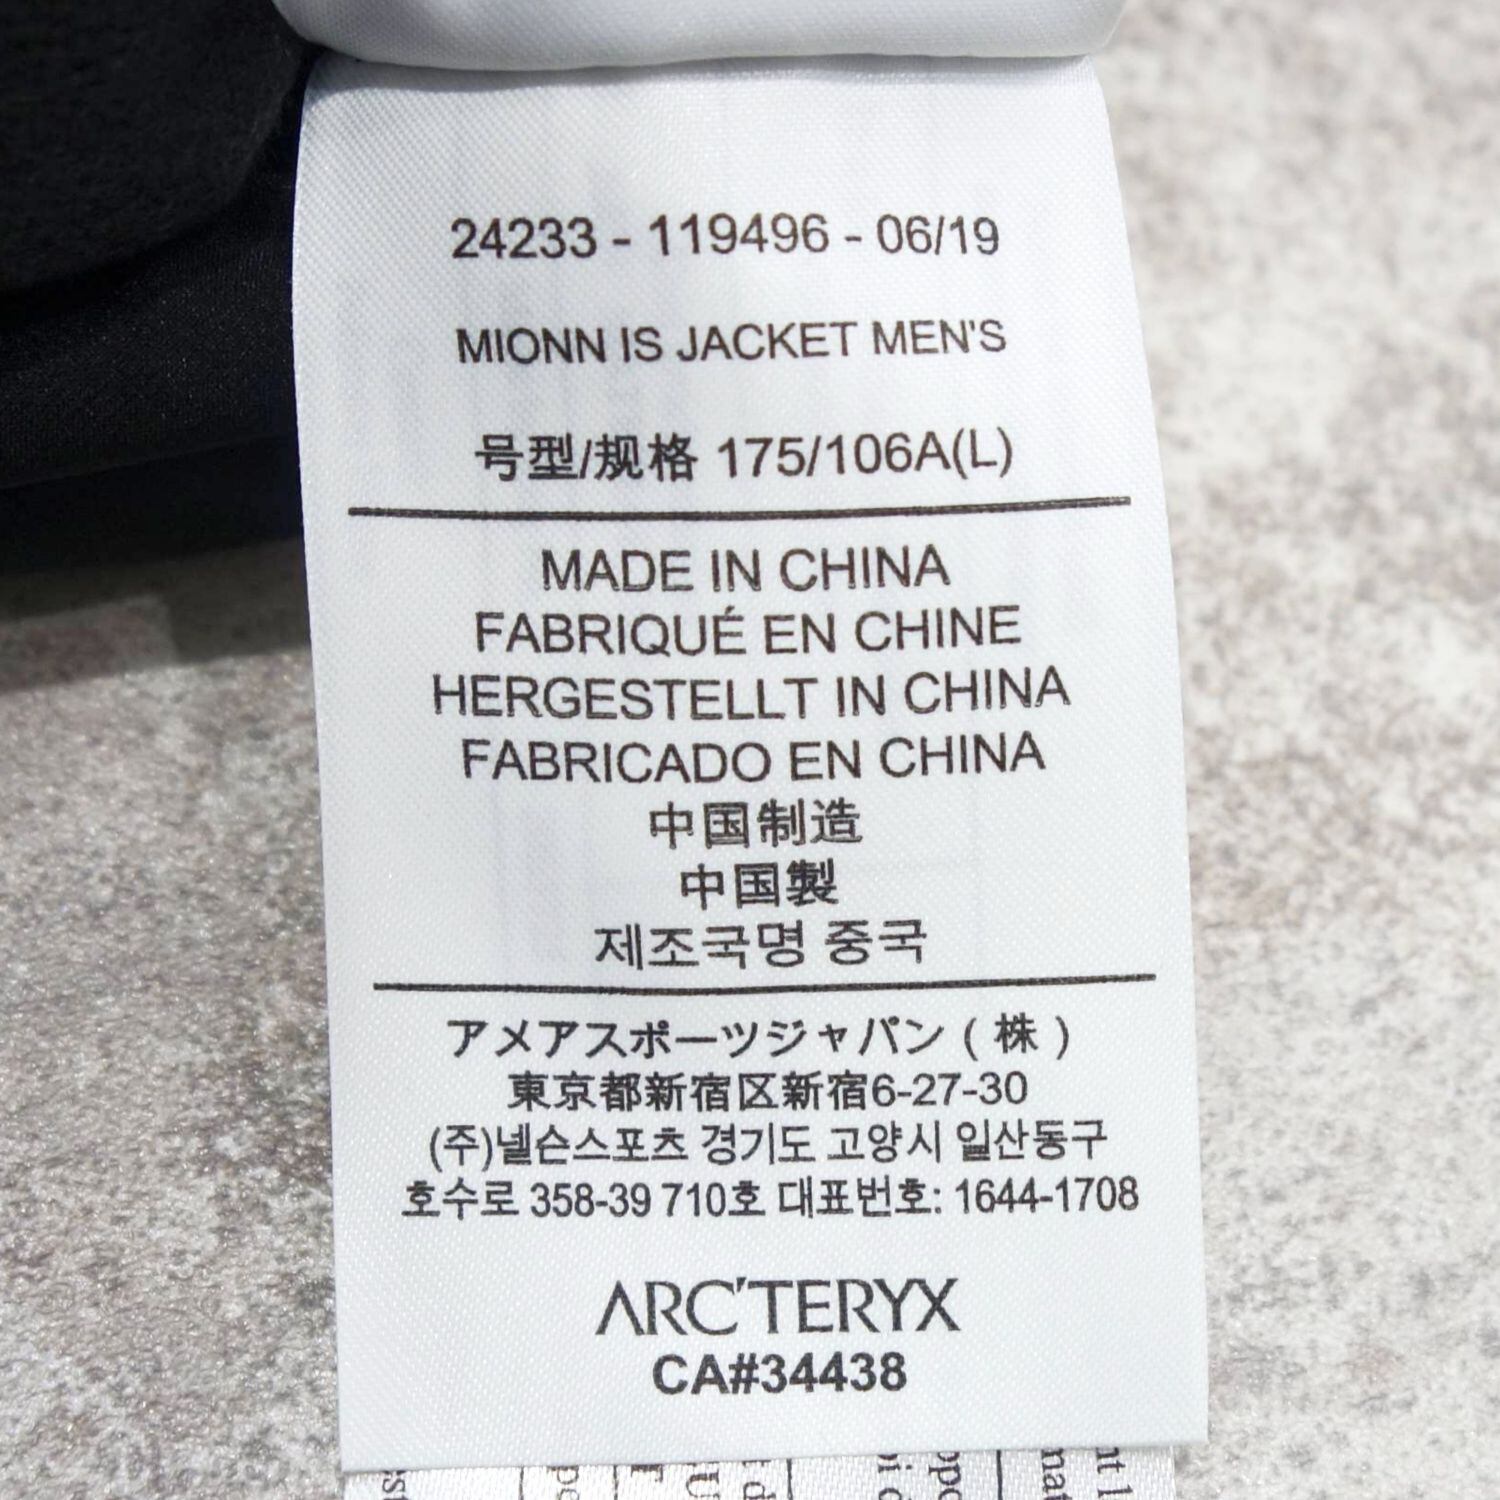 24233 - 119496 - 06/19
MIONN IS JACKET MEN'S
号型/规格 175/106A(L)
MADE IN CHINA
FABRIQUÉ EN CHINE
HERGESTELLT IN CHINA
FABRICADO EN CHINA
中国制造
中国製
제조국명 중국
アメアスポーツジャパン ( 株 )
東京都新宿区新宿6-27-30
(주)넬슨스포츠 경기도 고양시 일산동구
호수로 358-39 710호 대표번호: 1644-1708
ARC'TERYX
CA#34438